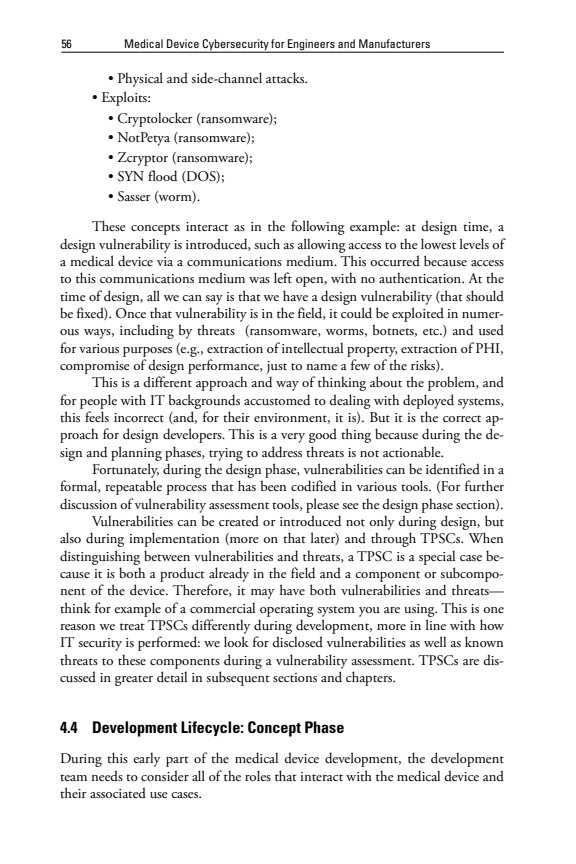 56 Medical Device Cybersecurity for Engineers and Manufacturers
• Physical and side-channel attacks.
• Exploits:
• Cryptolocker (ransomware);
• NotPetya (ransomware);
• Zcryptor (ransomware);
• SYN flood (DOS);
• Sasser (worm).
These concepts interact as in the following example: at design time, a
design vulnerability is introduced, such as allowing access to the lowest levels of
a medical device via a communications medium. This occurred because access
to this communications medium was left open, with no authentication. At the
time of design, all we can say is that we have a design vulnerability (that should
be fixed). Once that vulnerability is in the field, it could be exploited in numer-
ous ways, including by threats (ransomware, worms, botnets, etc.) and used
for various purposes (e.g., extraction of intellectual property, extraction of PHI,
compromise of design performance, just to name a few of the risks).
This is a different approach and way of thinking about the problem, and
for people with IT backgrounds accustomed to dealing with deployed systems,
this feels incorrect (and, for their environment, it is). But it is the correct ap-
proach for design developers. This is a very good thing because during the de-
sign and planning phases, trying to address threats is not actionable.
Fortunately, during the design phase, vulnerabilities can be identified in a
formal, repeatable process that has been codified in various tools. (For further
discussion of vulnerability assessment tools, please see the design phase section).
Vulnerabilities can be created or introduced not only during design, but
also during implementation (more on that later) and through TPSCs. When
distinguishing between vulnerabilities and threats, a TPSC is a special case be-
cause it is both a product already in the field and a component or subcompo-
nent of the device. Therefore, it may have both vulnerabilities and threats—
think for example of a commercial operating system you are using. This is one
reason we treat TPSCs differently during development, more in line with how
IT security is performed: we look for disclosed vulnerabilities as well as known
threats to these components during a vulnerability assessment. TPSCs are dis-
cussed in greater detail in subsequent sections and chapters.
4.4 Development Lifecycle: Concept Phase
During this early part of the medical device development, the development
team needs to consider all of the roles that interact with the medical device and
their associated use cases.